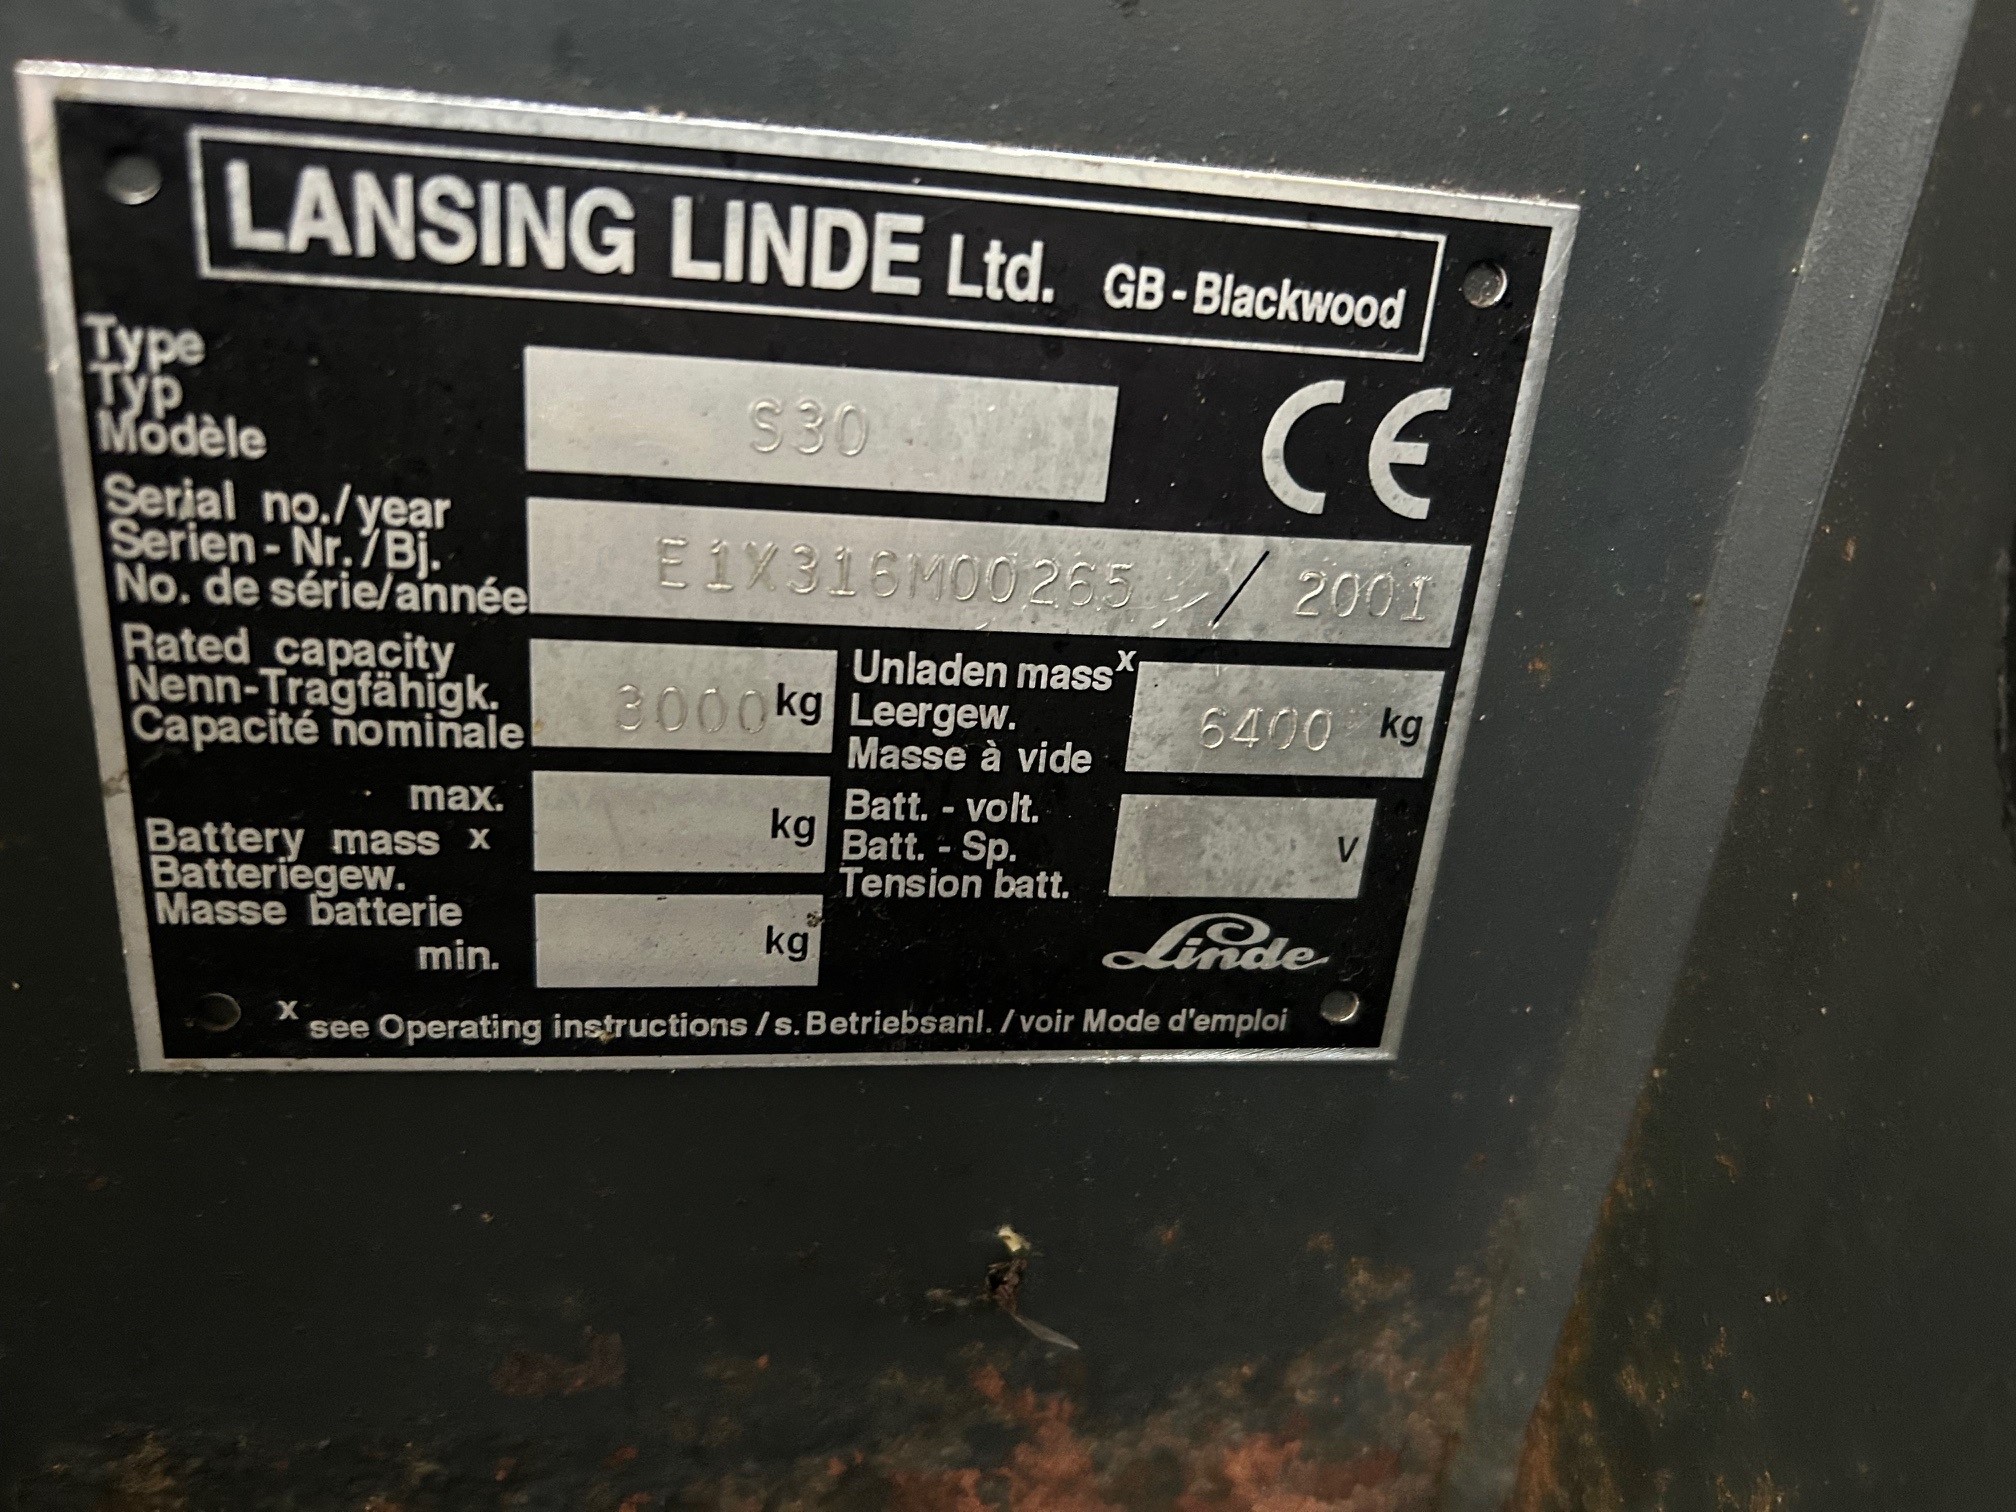 LANSING LINDE Ltd. GB - Blackwood
Type
Typ
Modèle
S30
CE
Serial no./year
Serien - Nr./Bj.
No. de série/année
E1X316M00265 / 2001
Rated capacity
Nenn-Tragfähigk.
Capacité nominale
3000 kg
Unladen mass x
Leergew.
Masse à vide
6400 kg
max.
Battery mass x
Batteriegew.
Masse batterie
min.
kg
kg
Batt. - volt.
Batt. - Sp.
Tension batt.
V
Linde
x see Operating instructions / s. Betriebsanl. / voir Mode d'emploi